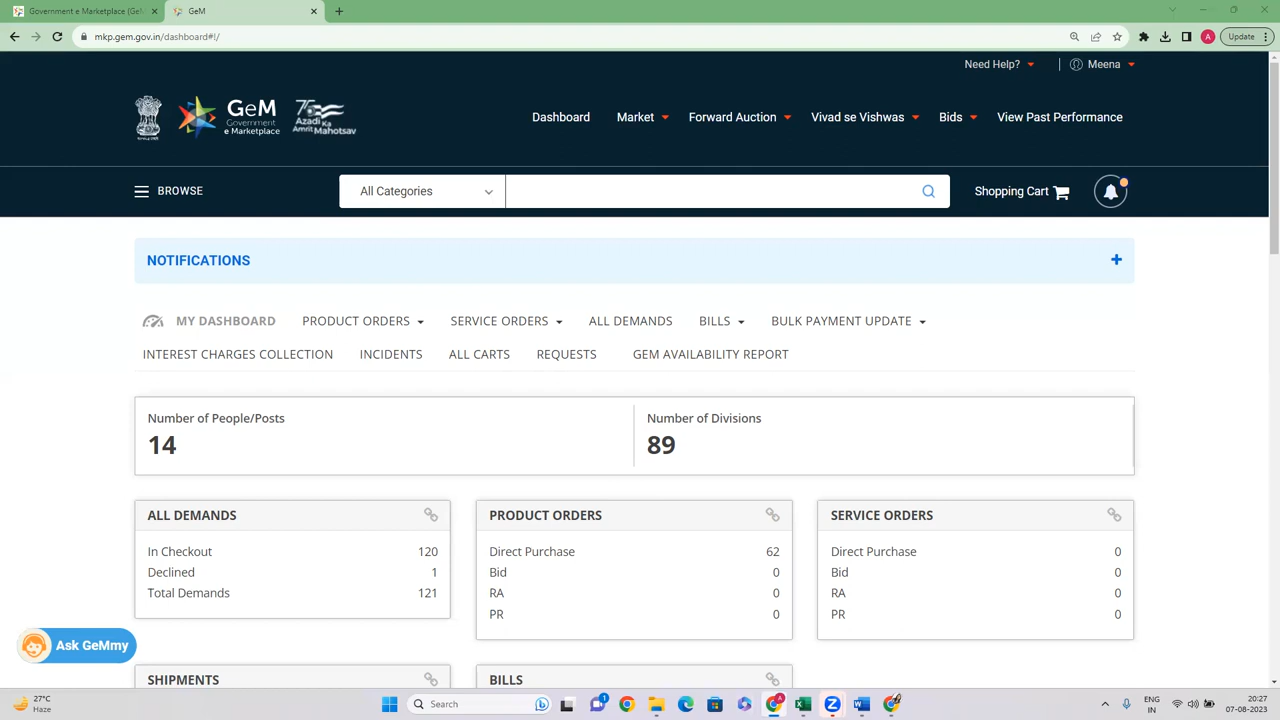 Government e Marketplace (GeM)
GeM
mkp.gem.gov.in/dashboard#!/
A
Update
Need Help?
Meena
GeM
Government
e Marketplace
75
Azadi Ka
Amrit Mahotsav
Dashboard
Market
Forward Auction
Vivad se Vishwas
Bids
View Past Performance
BROWSE
All Categories
Shopping Cart
NOTIFICATIONS
+
MY DASHBOARD
PRODUCT ORDERS
SERVICE ORDERS
ALL DEMANDS
BILLS
BULK PAYMENT UPDATE
INTEREST CHARGES COLLECTION
INCIDENTS
ALL CARTS
REQUESTS
GEM AVAILABILITY REPORT
Number of People/Posts
14
Number of Divisions
89
ALL DEMANDS
In Checkout 120
Declined 1
Total Demands 121
PRODUCT ORDERS
Direct Purchase 62
Bid 0
RA 0
PR 0
SERVICE ORDERS
Direct Purchase 0
Bid 0
RA 0
PR 0
Ask GeMmy
SHIPMENTS
BILLS
27°C
Haze
Search
1
A
ENG
IN
20:27
07-08-2023